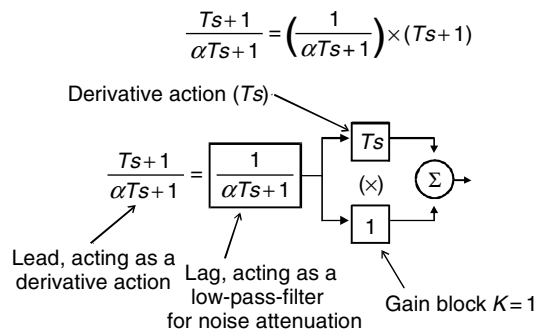 (Ts+1)/(αTs+1) = (1/(αTs+1)) × (Ts+1)
Derivative action (Ts)
Ts
(Ts+1)/(αTs+1) = 1/(αTs+1)
(×)
Σ
1
Lead, acting as a
derivative action
Lag, acting as a
low-pass-filter
for noise attenuation
Gain block K=1